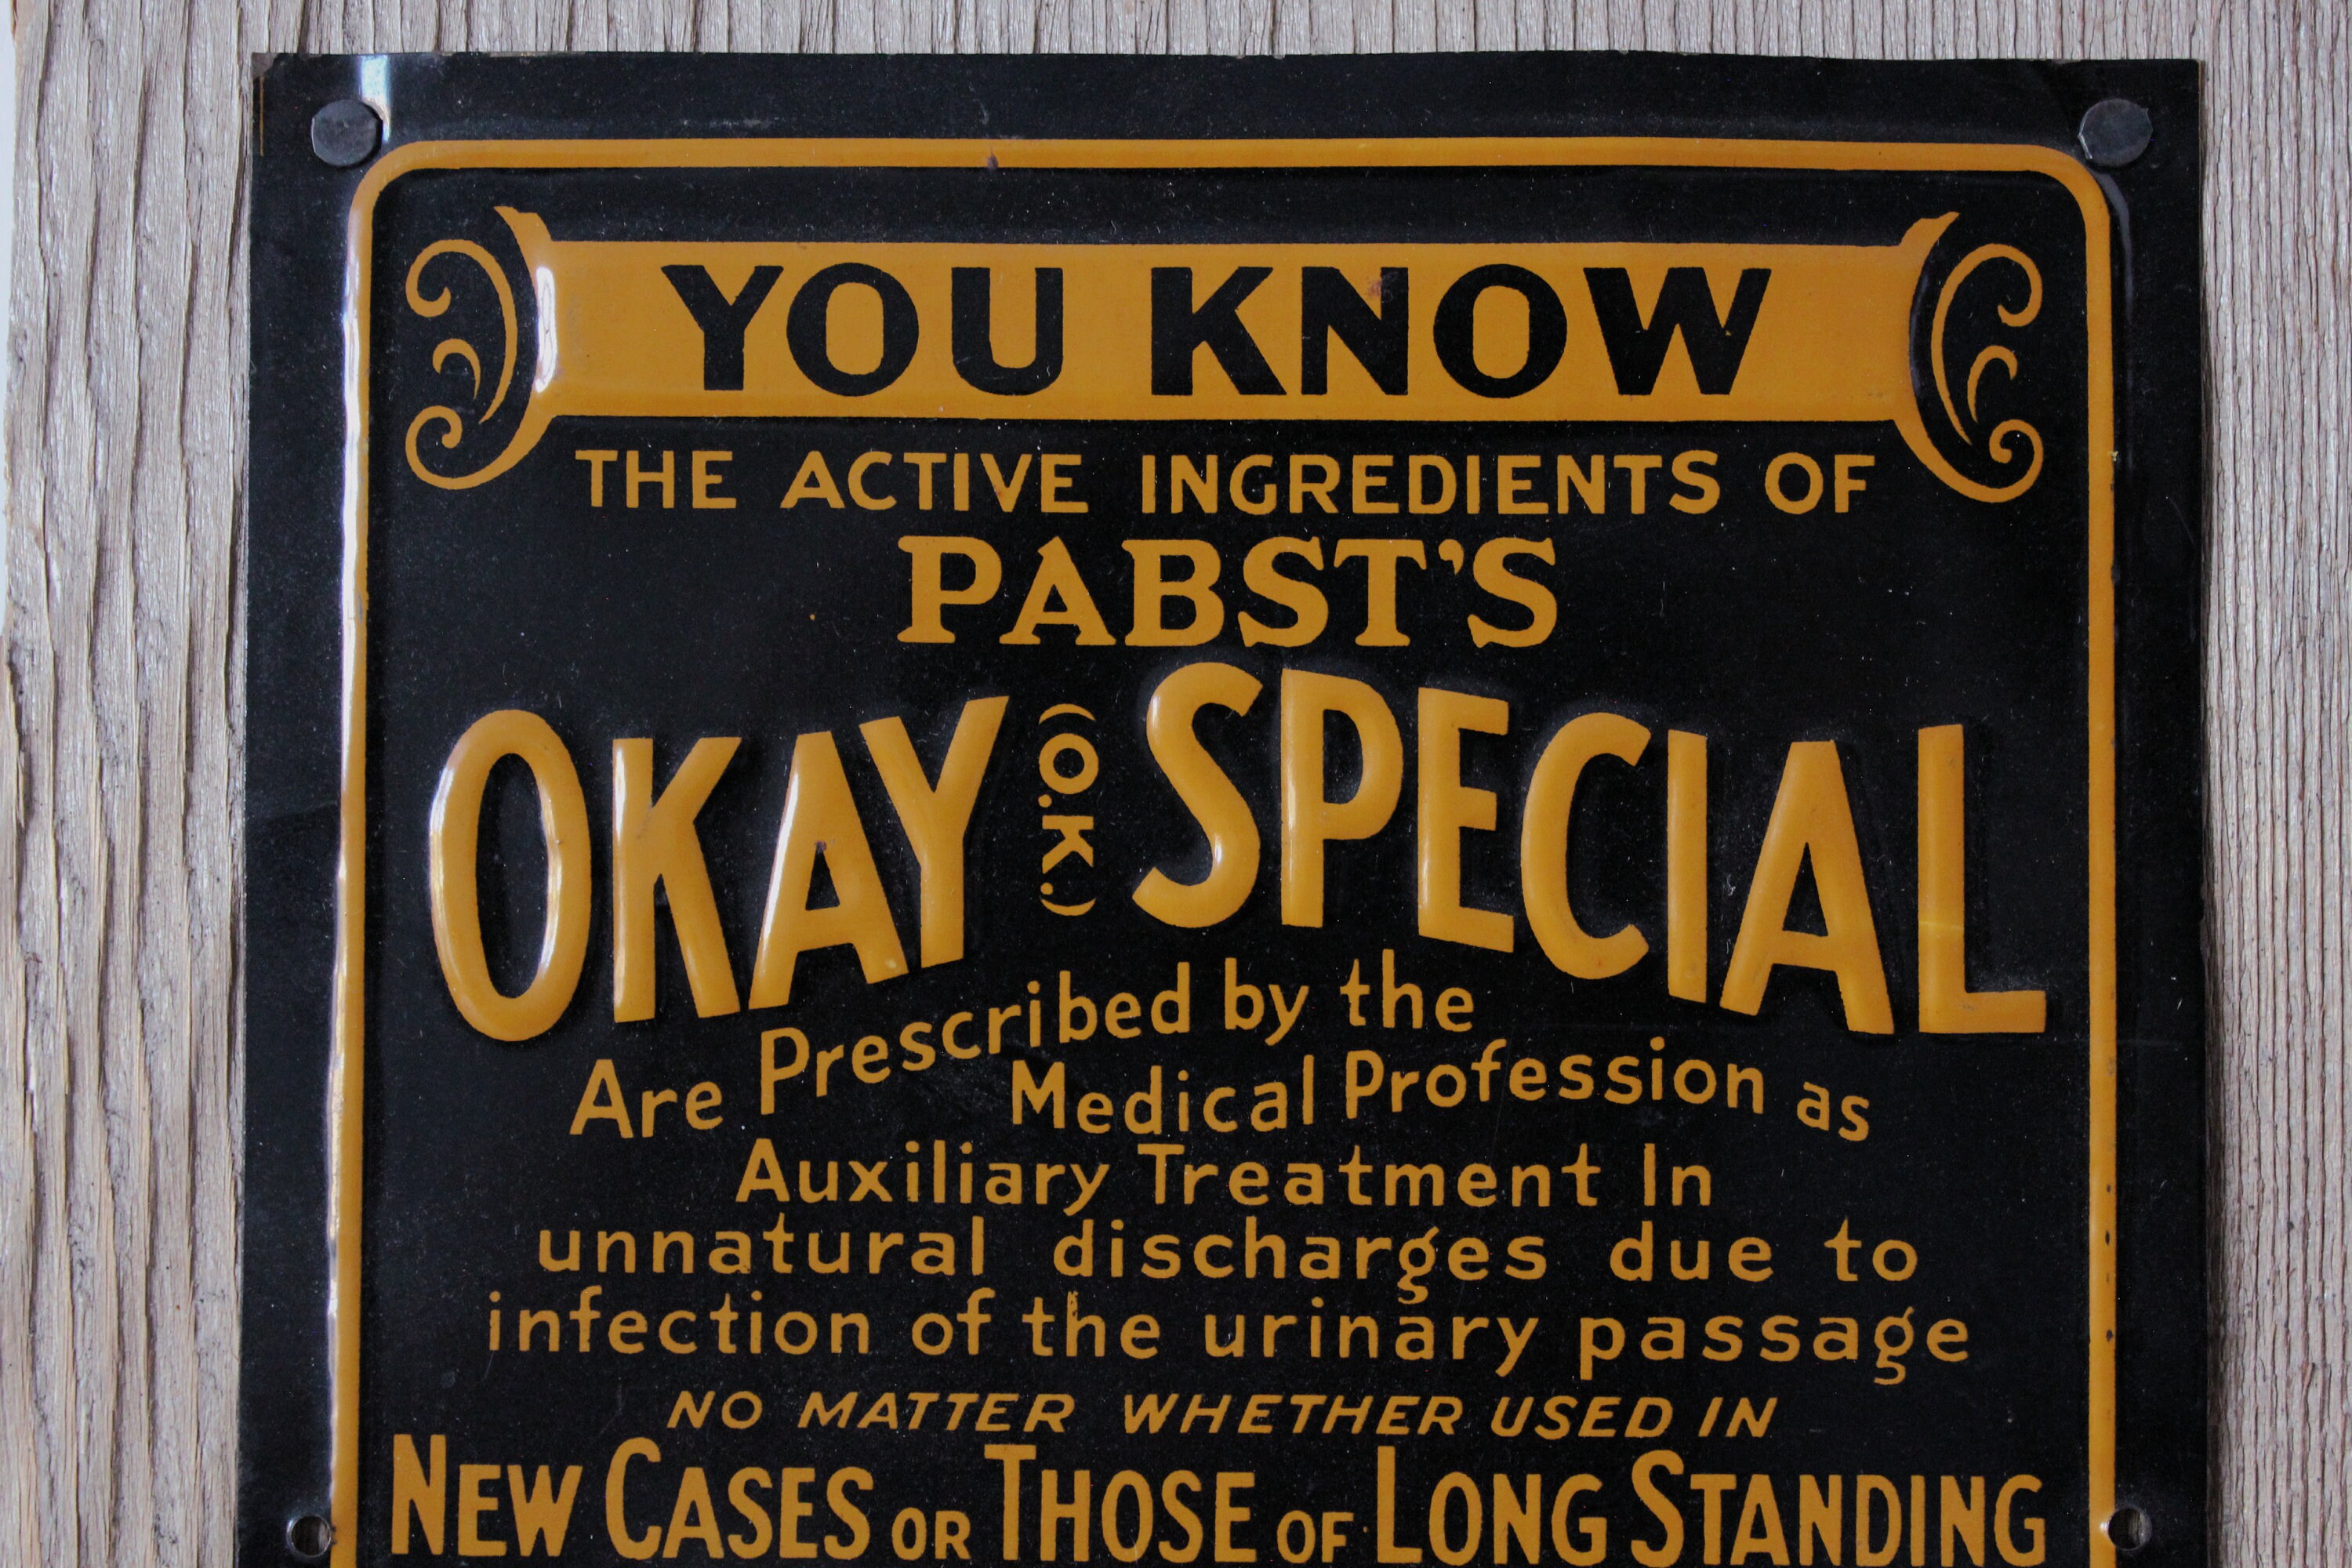 YOU KNOW
THE ACTIVE INGREDIENTS OF
PABST'S
OKAY (O.K.) SPECIAL
Are Prescribed by the
Medical Profession as
Auxiliary Treatment In
unnatural discharges due to
infection of the urinary passage
NO MATTER WHETHER USED IN
NEW CASES OR THOSE OF LONG STANDING